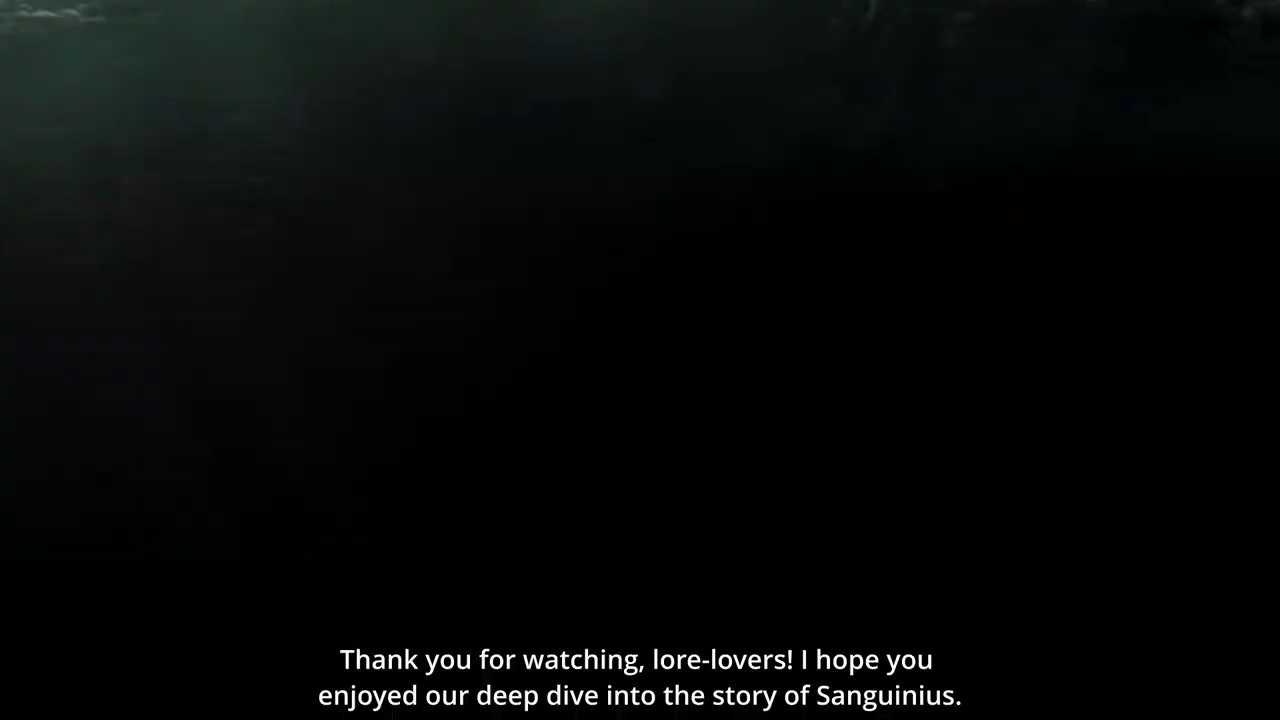 Thank you for watching, lore-lovers! I hope you
enjoyed our deep dive into the story of Sanguinius.